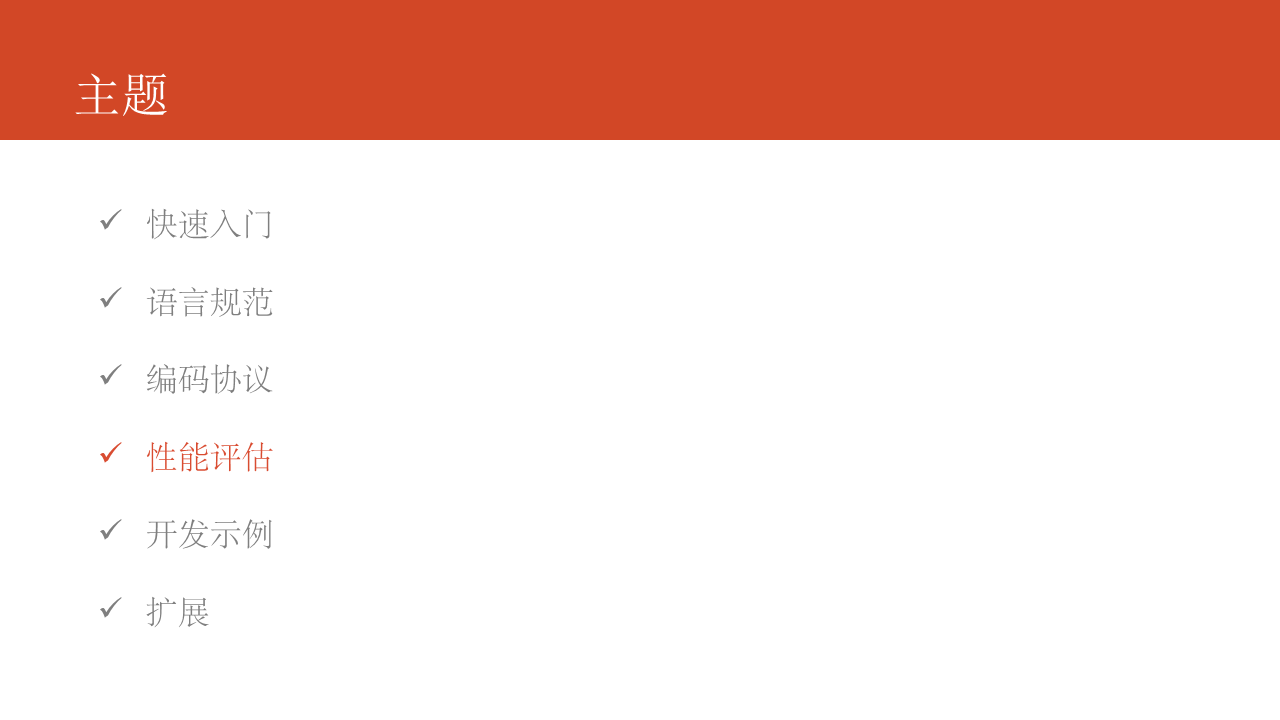 主题
✓ 快速入门
✓ 语言规范
✓ 编码协议
✓ 性能评估
✓ 开发示例
✓ 扩展